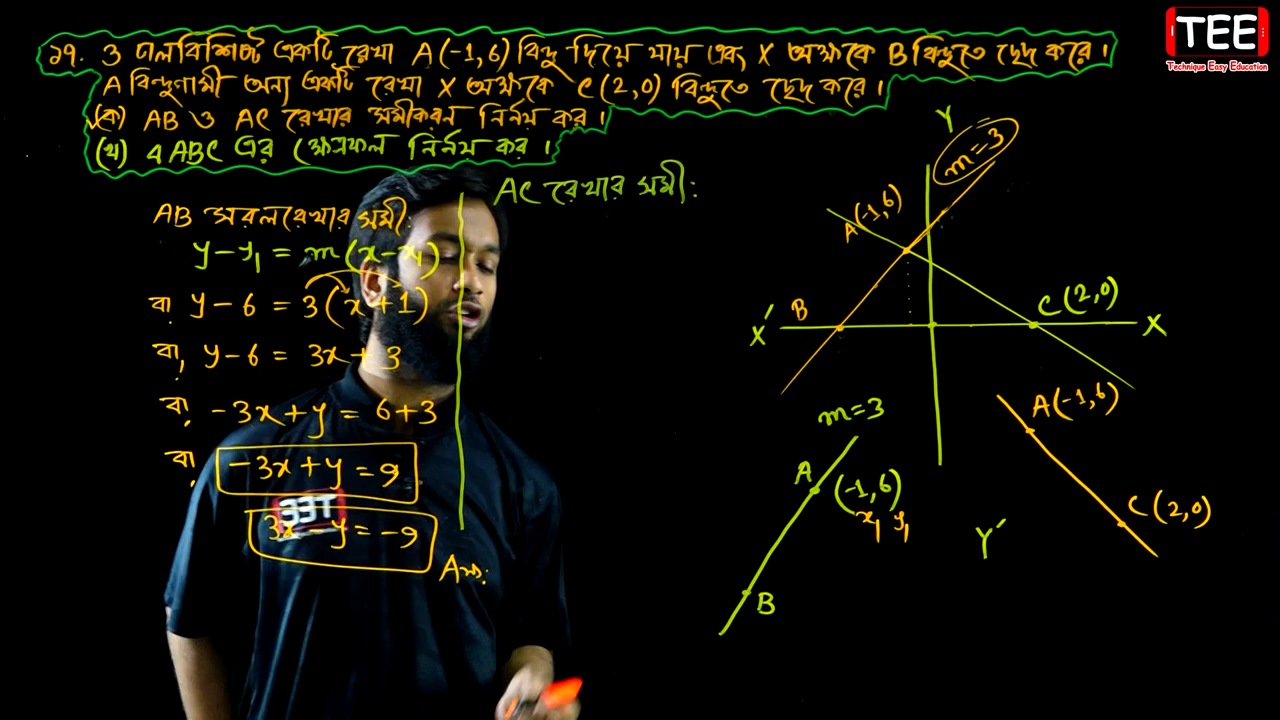 ১৭. 3 ঢালবিশিষ্ট একটি রেখা A(-1,6) বিন্দু দিয়ে যায় এবং X অক্ষকে B বিন্দুতে ছেদ করে।
A বিন্দুগামী অন্য একটি রেখা X অক্ষকে C(2,0) বিন্দুতে ছেদ করে।
(ক) AB ও AC রেখার সমীকরণ নির্ণয় কর।
(খ) ABC এর ক্ষেত্রফল নির্ণয় কর।
TEE
Technique Easy Education
AB সরলরেখার সমী:
y-y₁ = m(x-x₁)
বা, y-6 = 3(x+1)
বা, y-6 = 3x+3
বা, -3x+y = 6+3
বা, -3x+y = 9
3x-y = -9
Ans:
AC রেখার সমী:
Y
m=3
A(-1,6)
B
C(2,0)
X′
X
Y′
m=3
A
(-1,6)
x₁ y₁
B
A(-1,6)
C(2,0)
TEE